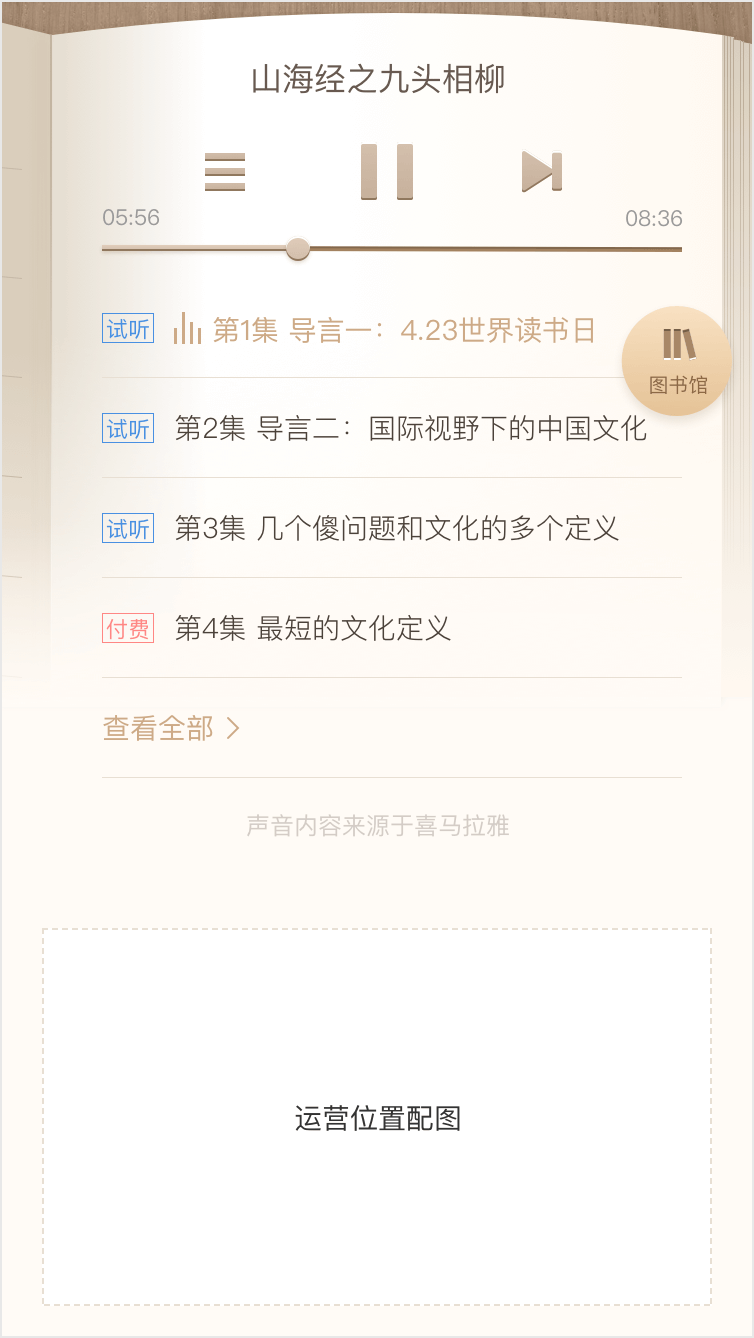 山海经之九头相柳
05:56
08:36
试听 第1集 导言一：4.23世界读书日
图书馆
试听 第2集 导言二：国际视野下的中国文化
试听 第3集 几个傻问题和文化的多个定义
付费 第4集 最短的文化定义
查看全部
声音内容来源于喜马拉雅
运营位置配图